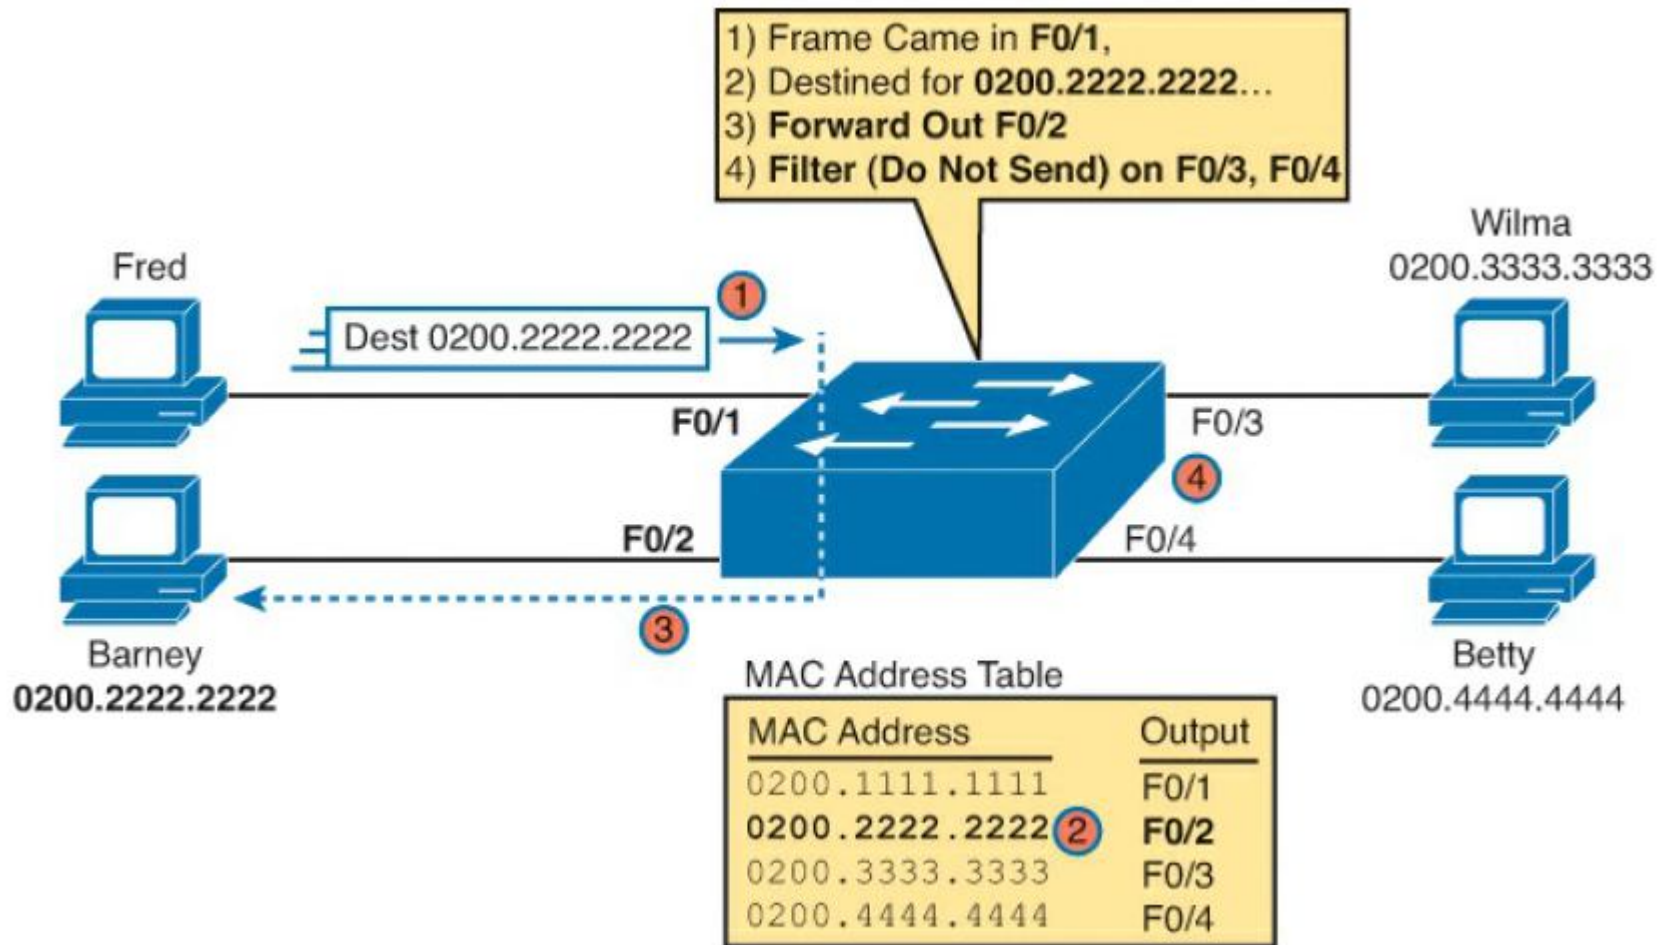 1) Frame Came in F0/1,
2) Destined for 0200.2222.2222...
3) Forward Out F0/2
4) Filter (Do Not Send) on F0/3, F0/4
Fred
Dest 0200.2222.2222
1
Wilma
0200.3333.3333
F0/1
F0/3
4
F0/2
F0/4
3
Barney
0200.2222.2222
Betty
0200.4444.4444
MAC Address Table
MAC Address Output
0200.1111.1111 F0/1
0200.2222.2222 2 F0/2
0200.3333.3333 F0/3
0200.4444.4444 F0/4